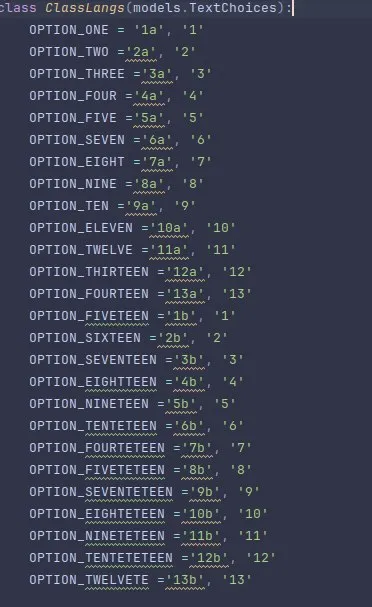 class ClassLangs(models.TextChoices):
OPTION_ONE = '1a', '1'
OPTION_TWO ='2a', '2'
OPTION_THREE ='3a', '3'
OPTION_FOUR ='4a', '4'
OPTION_FIVE ='5a', '5'
OPTION_SEVEN ='6a', '6'
OPTION_EIGHT ='7a', '7'
OPTION_NINE ='8a', '8'
OPTION_TEN ='9a', '9'
OPTION_ELEVEN ='10a', '10'
OPTION_TWELVE ='11a', '11'
OPTION_THIRTEEN ='12a', '12'
OPTION_FOURTEEN ='13a', '13'
OPTION_FIVETEEN ='1b', '1'
OPTION_SIXTEEN ='2b', '2'
OPTION_SEVENTEEN ='3b', '3'
OPTION_EIGHTTEEN ='4b', '4'
OPTION_NINETEEN ='5b', '5'
OPTION_TENTETEEN ='6b', '6'
OPTION_FOURTETEEN ='7b', '7'
OPTION_FIVETETEEN ='8b', '8'
OPTION_SEVENTETEEN ='9b', '9'
OPTION_EIGHTETEEN ='10b', '10'
OPTION_NINETETEEN ='11b', '11'
OPTION_TENTETETEEN ='12b', '12'
OPTION_TWELVETE ='13b', '13'